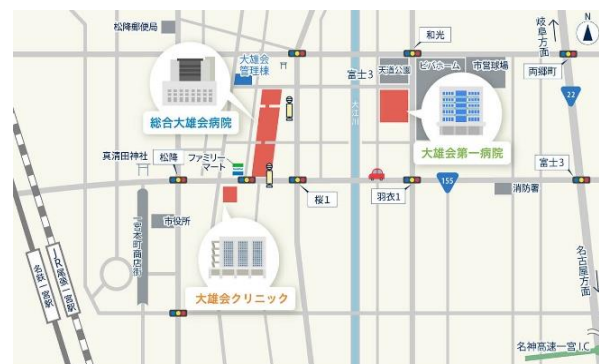 松降郵便局
大雄会
管理棟
和光
岐阜方面
N
富士3
天道公園
ビバホーム
市営球場
両郷町
22
総合大雄会病院
大江川
大雄会第一病院
真清田神社
松降
ファミリー
マート
富士3
桜1
羽衣1
155
消防署
市役所
一宮本町商店街
大雄会クリニック
名鉄一宮駅
JR尾張一宮駅
名古屋方面
名神高速一宮I.C.